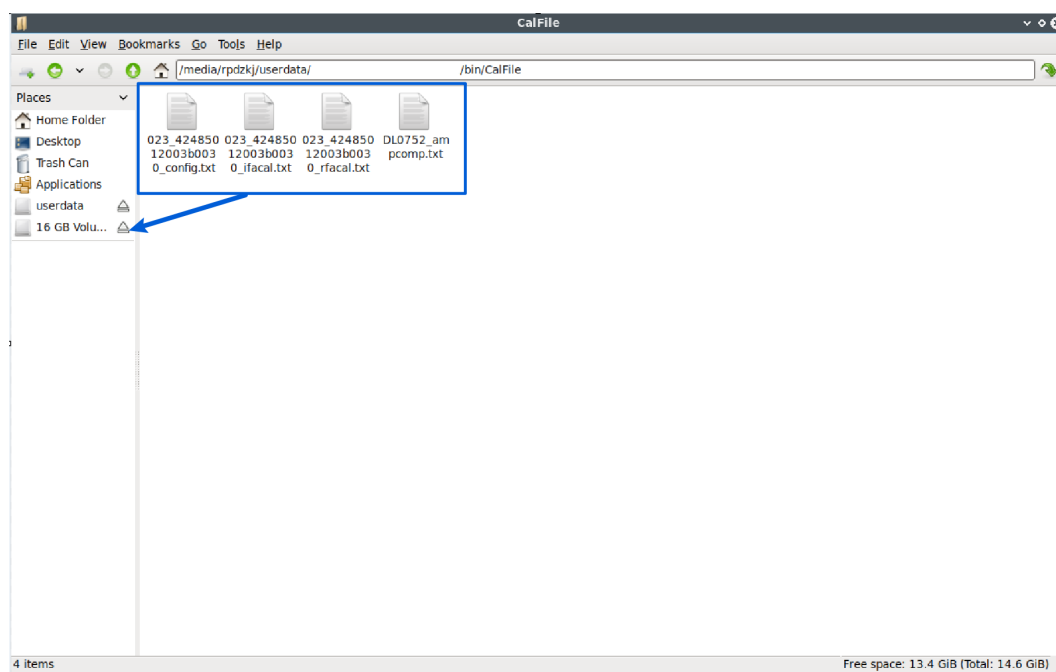 CalFile
File Edit View Bookmarks Go Tools Help
/media/rpdzkj/userdata/ /bin/CalFile
Places
Home Folder
Desktop
Trash Can
Applications
userdata
16 GB Volu...
023_424850
12003b003
0_config.txt
023_424850
12003b003
0_ifacal.txt
023_424850
12003b003
0_rfacal.txt
DL0752_am
pcomp.txt
4 items
Free space: 13.4 GiB (Total: 14.6 GiB)